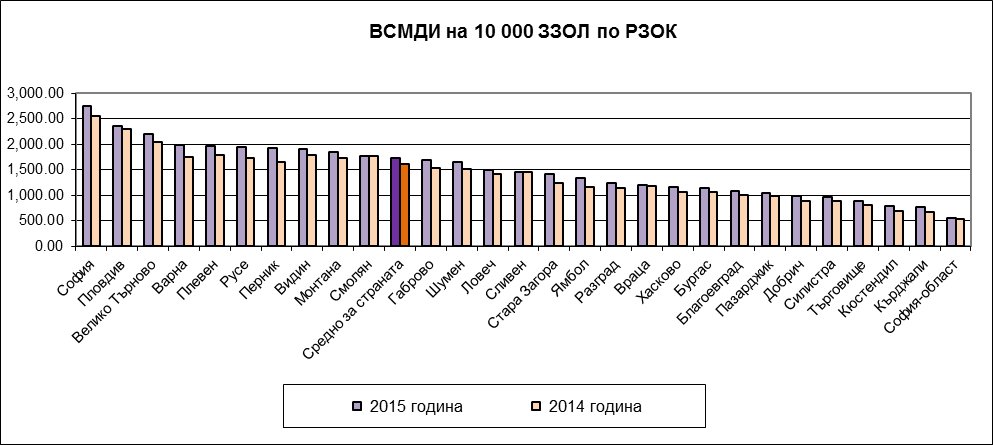 ВСМДИ на 10 000 ЗЗОЛ по РЗОК
3,000.00
2,500.00
2,000.00
1,500.00
1,000.00
500.00
0.00
София
Пловдив
Велико Търново
Варна
Плевен
Русе
Перник
Видин
Монтана
Смолян
Средно за страната
Габрово
Шумен
Ловеч
Сливен
Стара Загора
Ямбол
Разград
Враца
Хасково
Бургас
Благоевград
Пазарджик
Добрич
Силистра
Търговище
Кюстендил
Кърджали
София-област
2015 година
2014 година